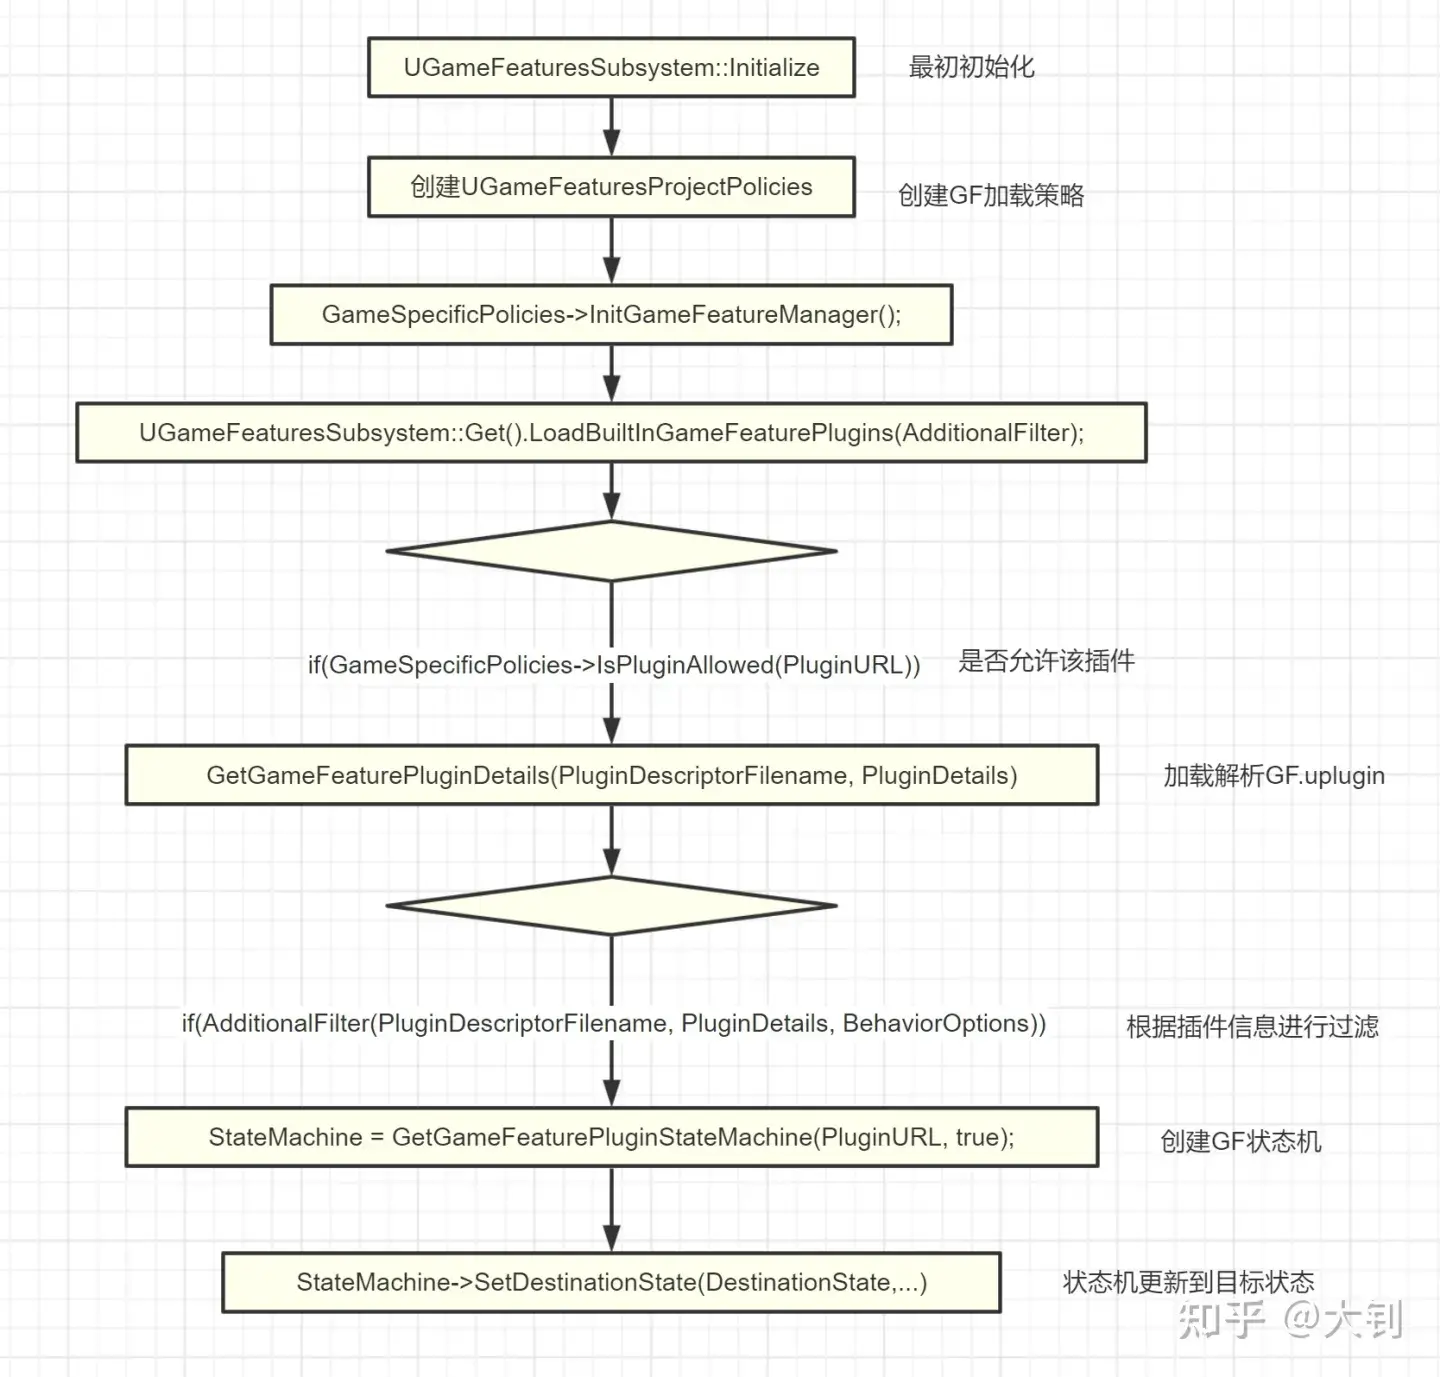 UGameFeaturesSubsystem::Initialize
最初初始化
创建UGameFeaturesProjectPolicies
创建GF加载策略
GameSpecificPolicies->InitGameFeatureManager();
UGameFeaturesSubsystem::Get().LoadBuiltInGameFeaturePlugins(AdditionalFilter);
if(GameSpecificPolicies->IsPluginAllowed(PluginURL))
是否允许该插件
GetGameFeaturePluginDetails(PluginDescriptorFilename, PluginDetails)
加载解析GF.uplugin
if(AdditionalFilter(PluginDescriptorFilename, PluginDetails, BehaviorOptions))
根据插件信息进行过滤
StateMachine = GetGameFeaturePluginStateMachine(PluginURL, true);
创建GF状态机
StateMachine->SetDestinationState(DestinationState,...)
状态机更新到目标状态
知乎 @大钊